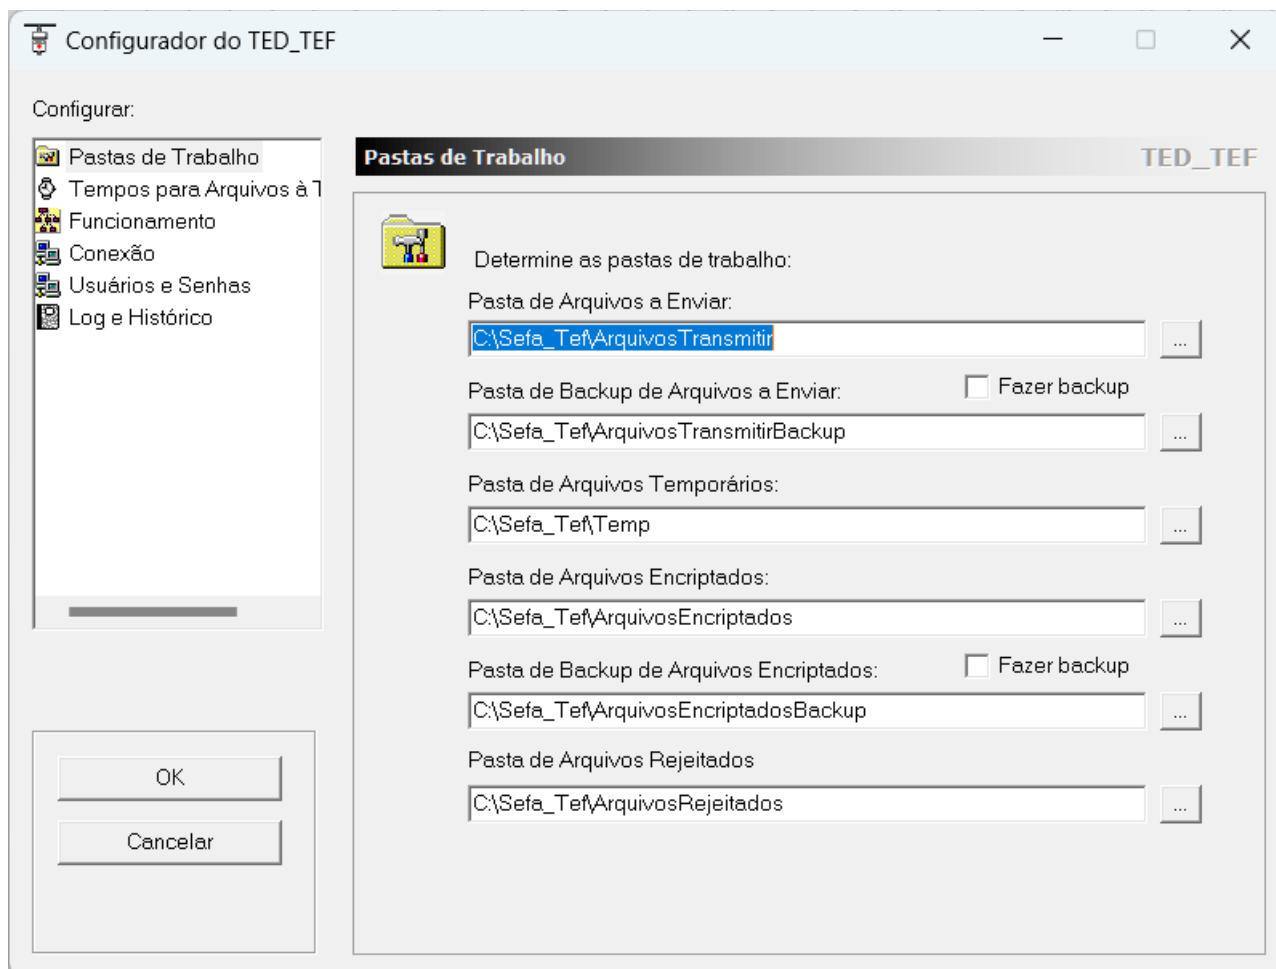 Configurador do TED_TEF
Configurar:
Pastas de Trabalho
Tempos para Arquivos à T
Funcionamento
Conexão
Usuários e Senhas
Log e Histórico
OK
Cancelar
Pastas de Trabalho TED_TEF
Determine as pastas de trabalho:
Pasta de Arquivos a Enviar:
C:\Sefa_Tef\ArquivosTransmitir
...
Pasta de Backup de Arquivos a Enviar: Fazer backup
C:\Sefa_Tef\ArquivosTransmitirBackup
...
Pasta de Arquivos Temporários:
C:\Sefa_Tef\Temp
...
Pasta de Arquivos Encriptados:
C:\Sefa_Tef\ArquivosEncriptados
...
Pasta de Backup de Arquivos Encriptados: Fazer backup
C:\Sefa_Tef\ArquivosEncriptadosBackup
...
Pasta de Arquivos Rejeitados
C:\Sefa_Tef\ArquivosRejeitados
...